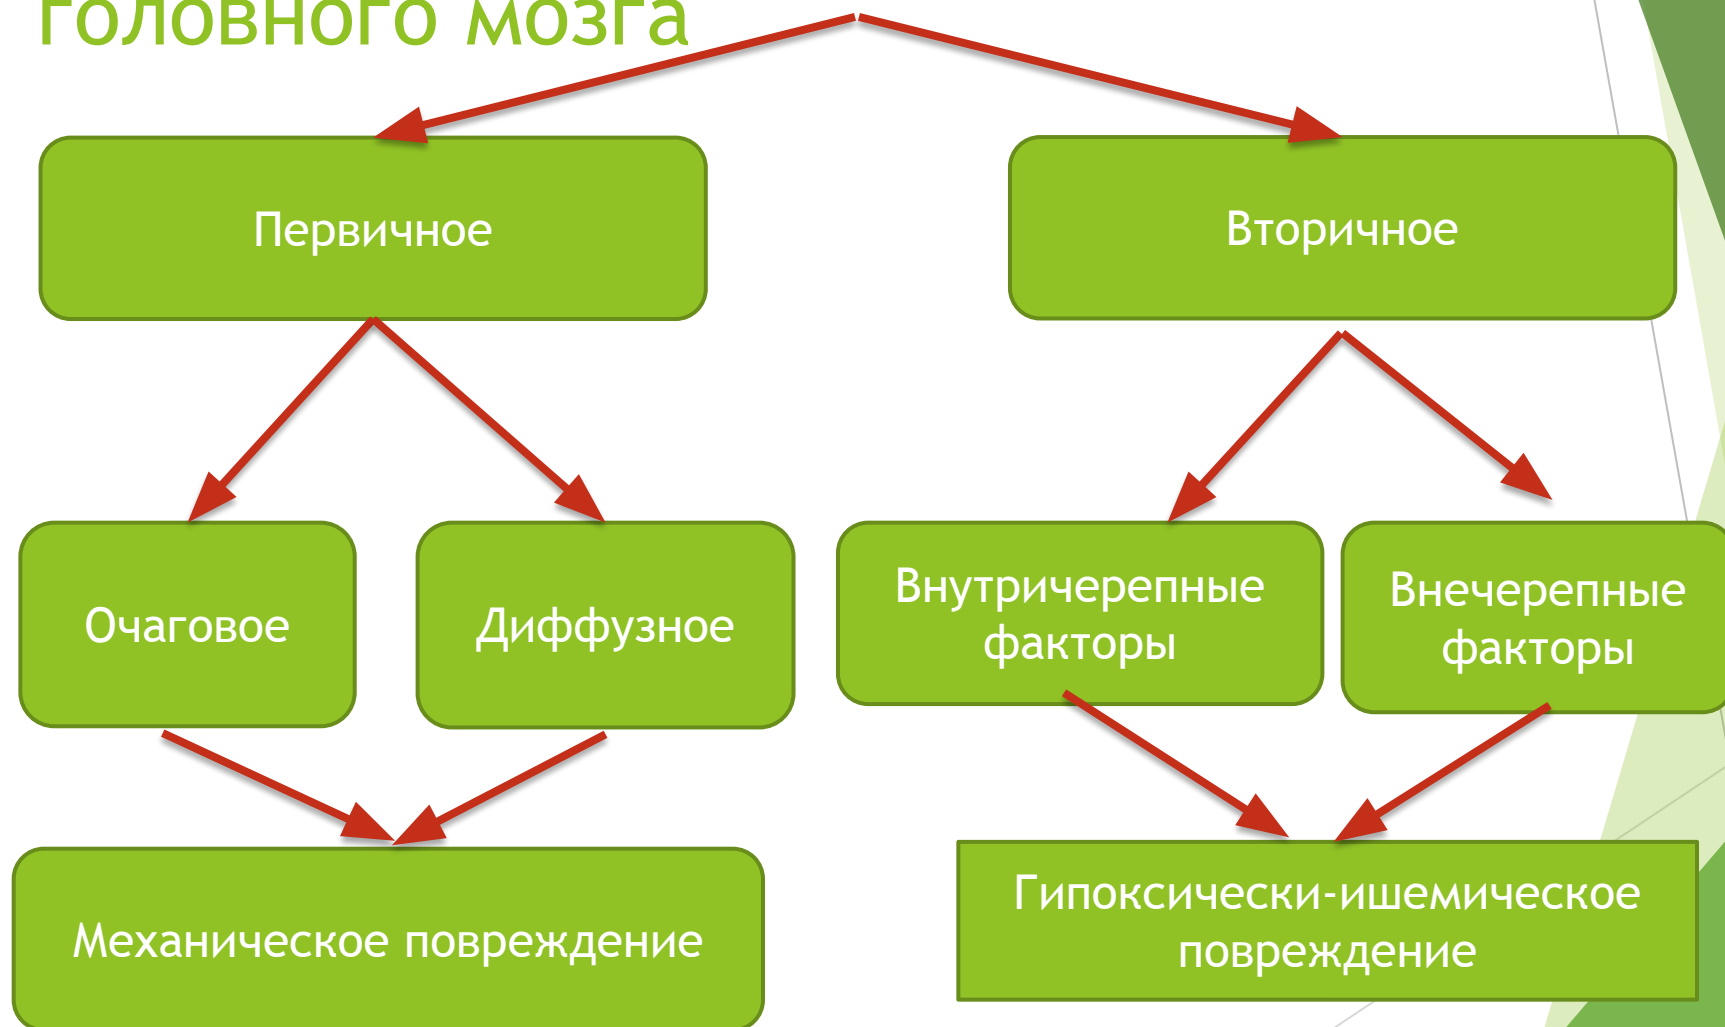 головного мозга
Первичное
Вторичное
Очаговое
Диффузное
Внутричерепные
факторы
Внечерепные
факторы
Механическое повреждение
Гипоксически-ишемическое
повреждение